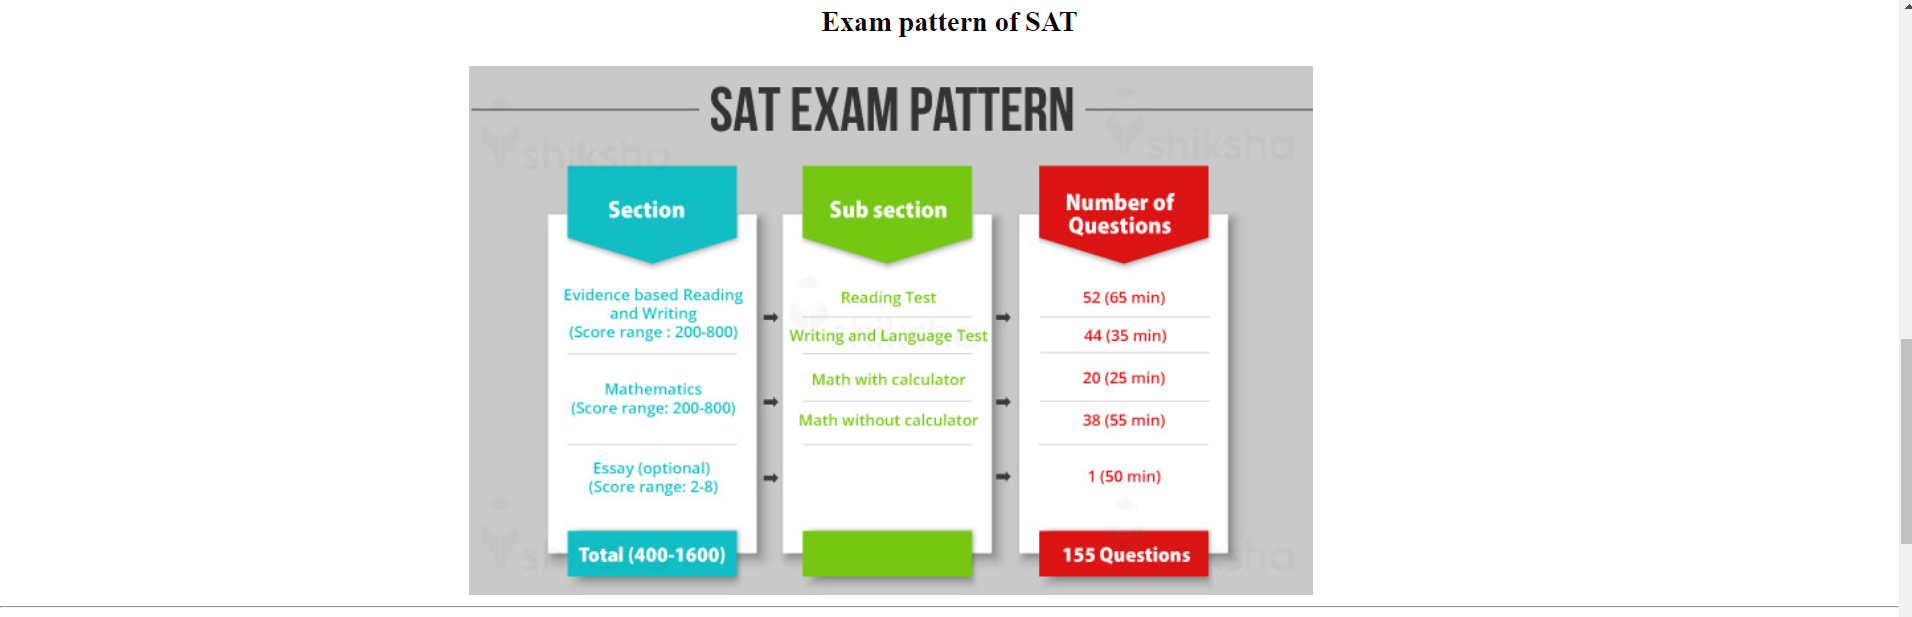 Exam pattern of SAT
SAT EXAM PATTERN
shiksha
shiksha
Section
Sub section
Number of
Questions
Evidence based Reading
and Writing
(Score range : 200-800)
Reading Test
52 (65 min)
Writing and Language Test
44 (35 min)
Mathematics
(Score range: 200-800)
Math with calculator
20 (25 min)
Math without calculator
38 (55 min)
Essay (optional)
(Score range: 2-8)
1 (50 min)
Total (400-1600)
155 Questions